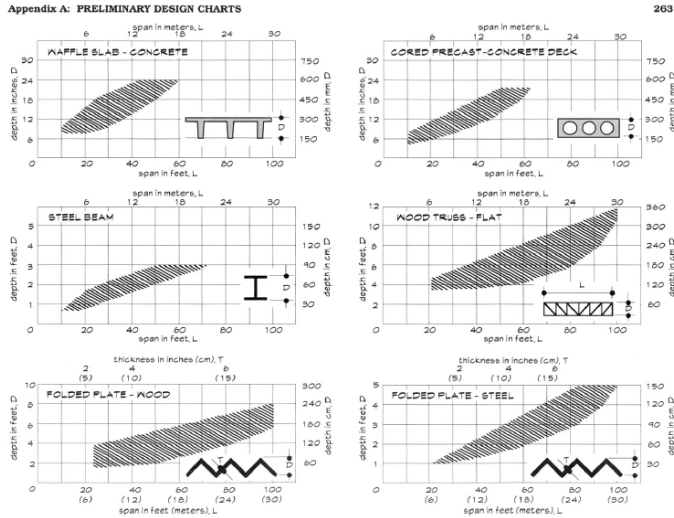 Appendix A: PRELIMINARY DESIGN CHARTS 263
span in meters, L
6 12 18 24 30
WAFFLE SLAB - CONCRETE
depth in inches, D
30
24
18
12
6
0
750
600
450
300
150
depth in mm, D
D
20 40 60 80 100
span in feet, L
span in meters, L
6 12 18 24 30
CORED PRECAST-CONCRETE DECK
depth in inches, D
30
24
18
12
6
0
750
600
450
300
150
depth in mm, D
D
20 40 60 80 100
span in feet, L
span in meters, L
6 12 18 24 30
STEEL BEAM
depth in feet, D
5
4
3
2
1
0
150
120
90
60
30
depth in cm, D
D
20 40 60 80 100
span in feet, L
span in meters, L
6 12 18 24 30
WOOD TRUSS - FLAT
depth in feet, D
12
10
8
6
4
2
0
360
300
240
180
120
60
depth in cm, D
L
D
20 40 60 80 100
span in feet, L
thickness in inches (cm), T
2 4 6
(5) (10) (15)
FOLDED PLATE - WOOD
depth in feet, D
10
8
6
4
2
0
300
240
180
120
60
depth in cm, D
T
D
20 40 60 80 100
(6) (12) (18) (24) (30)
span in feet (meters), L
thickness in inches (cm), T
2 4 6
(5) (10) (15)
FOLDED PLATE - STEEL
depth in feet, D
5
4
3
2
1
0
150
120
90
60
30
depth in cm, D
T
D
20 40 60 80 100
(6) (12) (18) (24) (30)
span in feet (meters), L